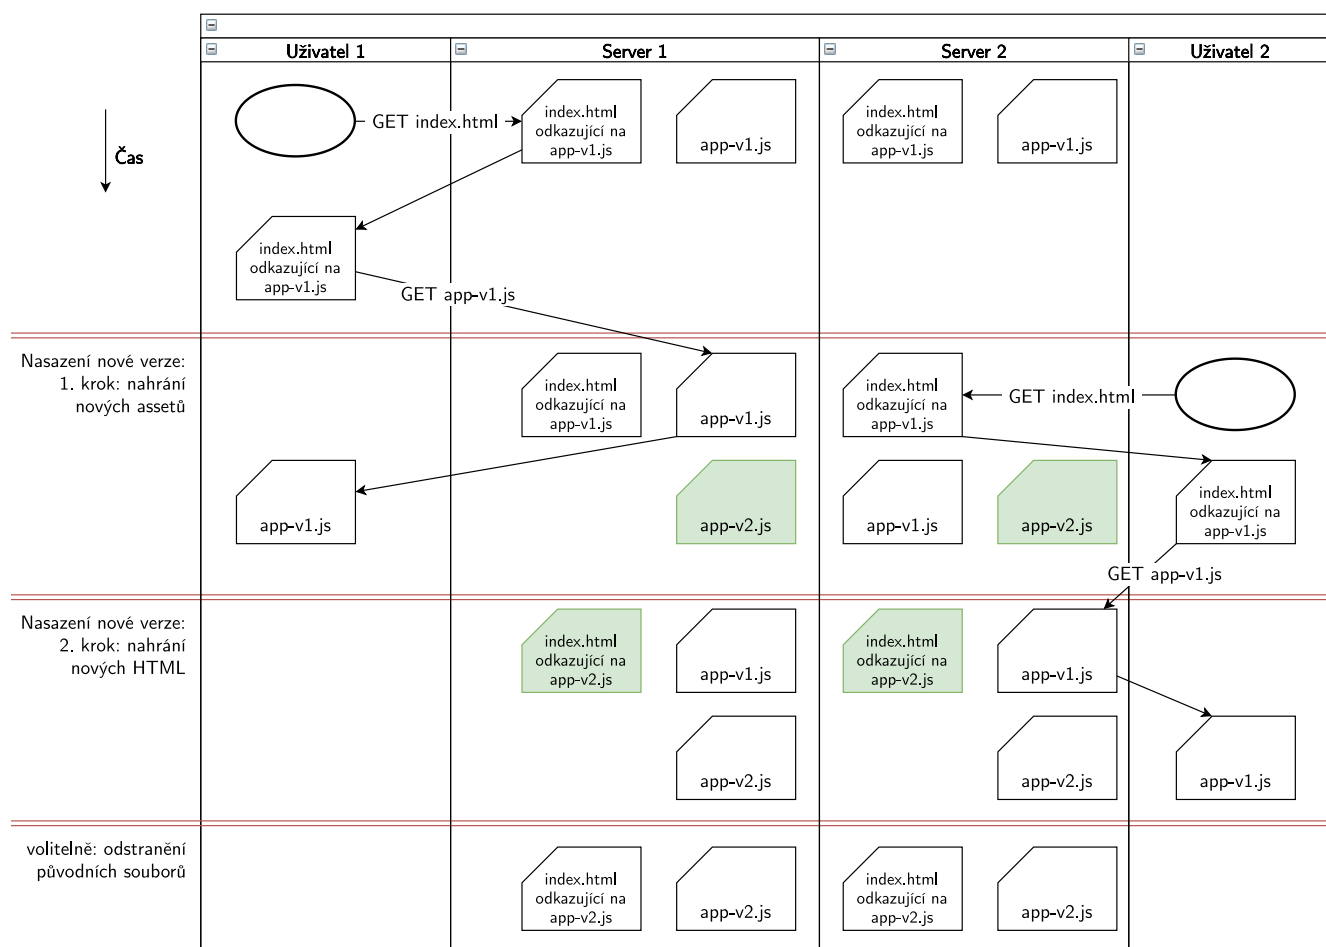 Uživatel 1
Server 1
Server 2
Uživatel 2
Čas
GET index.html
index.html
odkazující na
app-v1.js
app-v1.js
index.html
odkazující na
app-v1.js
app-v1.js
index.html
odkazující na
app-v1.js
GET app-v1.js
Nasazení nové verze:
1. krok: nahrání
nových assetů
index.html
odkazující na
app-v1.js
app-v1.js
index.html
odkazující na
app-v1.js
GET index.html
app-v1.js
app-v2.js
app-v1.js
app-v2.js
index.html
odkazující na
app-v1.js
GET app-v1.js
Nasazení nové verze:
2. krok: nahrání
nových HTML
index.html
odkazující na
app-v2.js
app-v1.js
index.html
odkazující na
app-v2.js
app-v1.js
app-v2.js
app-v2.js
app-v1.js
volitelně: odstranění
původních souborů
index.html
odkazující na
app-v2.js
app-v2.js
index.html
odkazující na
app-v2.js
app-v2.js